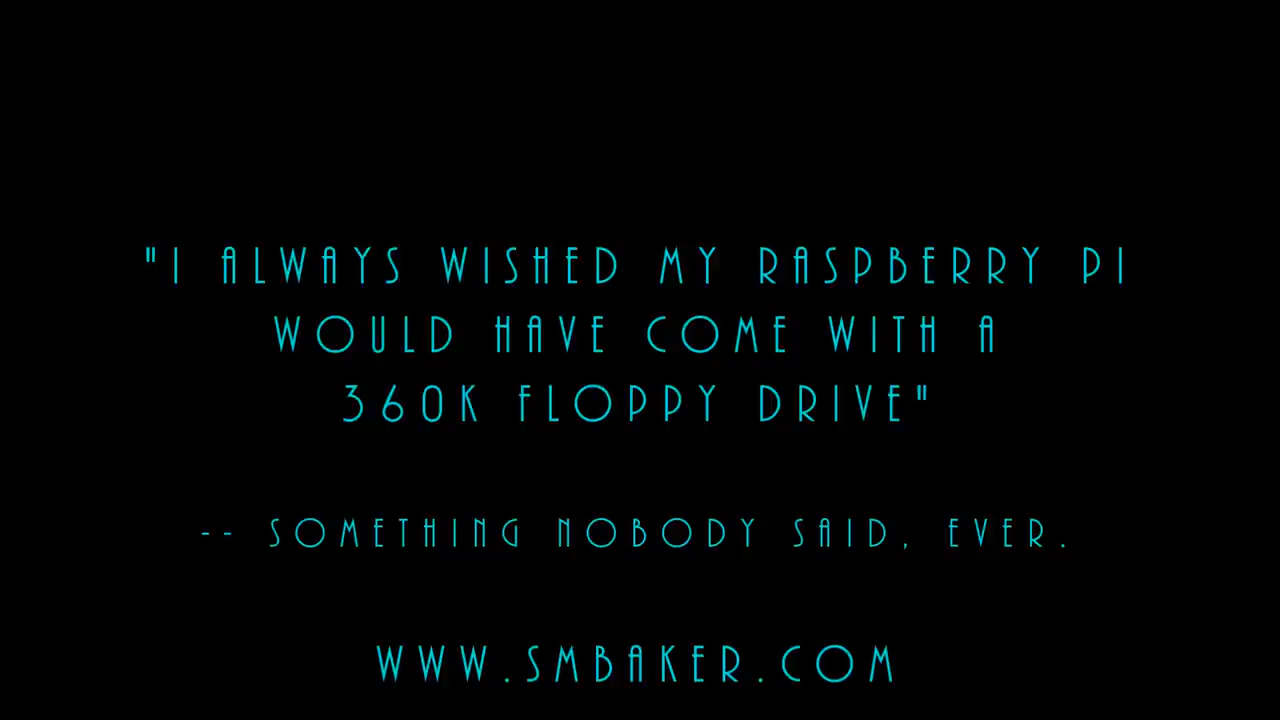 "I ALWAYS WISHED MY RASPBERRY PI
WOULD HAVE COME WITH A
360K FLOPPY DRIVE"
-- SOMETHING NOBODY SAID, EVER.
WWW.SMBAKER.COM